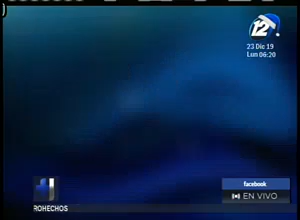 12
23 Dic 19
Lun 06:20
facebook
EN VIVO
ROHECHOS